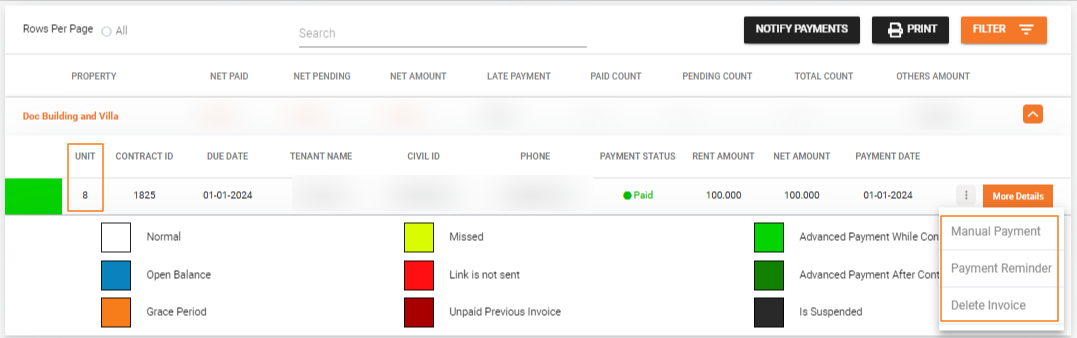 Rows Per Page All Search NOTIFY PAYMENTS PRINT FILTER
PROPERTY NET PAID NET PENDING NET AMOUNT LATE PAYMENT PAID COUNT PENDING COUNT TOTAL COUNT OTHERS AMOUNT
Doc Building and Villa
UNIT CONTRACT ID DUE DATE TENANT NAME CIVIL ID PHONE PAYMENT STATUS RENT AMOUNT NET AMOUNT PAYMENT DATE
8 1825 01-01-2024 Paid 100.000 100.000 01-01-2024 More Details
Normal Missed Advanced Payment While Con Manual Payment
Open Balance Link is not sent Advanced Payment After Cont Payment Reminder
Grace Period Unpaid Previous Invoice Is Suspended Delete Invoice